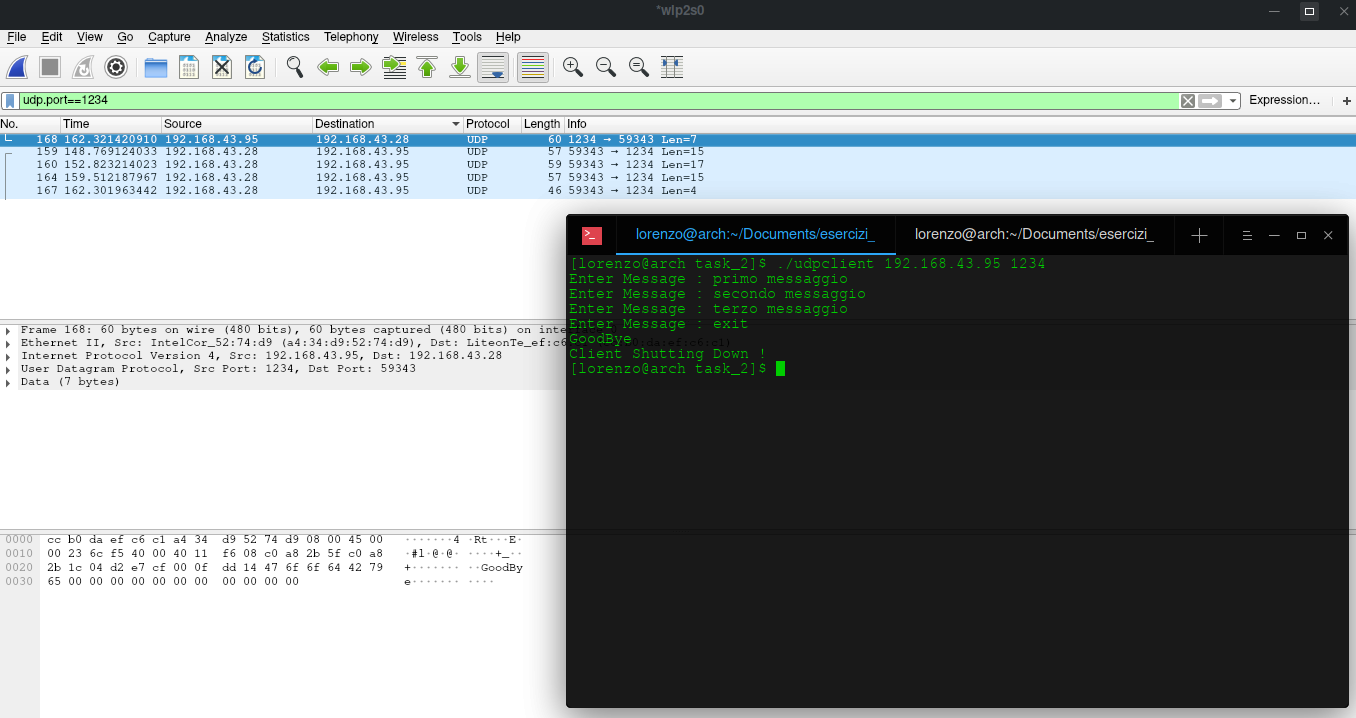 *wlp2s0
File Edit View Go Capture Analyze Statistics Telephony Wireless Tools Help
udp.port==1234
Expression…
+
No. Time Source Destination Protocol Length Info
168 162.321420910 192.168.43.95 192.168.43.28 UDP 60 1234 → 59343 Len=7
159 148.769124033 192.168.43.28 192.168.43.95 UDP 57 59343 → 1234 Len=15
160 152.823214023 192.168.43.28 192.168.43.95 UDP 59 59343 → 1234 Len=17
164 159.512187967 192.168.43.28 192.168.43.95 UDP 57 59343 → 1234 Len=15
167 162.301963442 192.168.43.28 192.168.43.95 UDP 46 59343 → 1234 Len=4
lorenzo@arch:~/Documents/esercizi_
lorenzo@arch:~/Documents/esercizi_
[lorenzo@arch task_2]$ ./udpclient 192.168.43.95 1234
Enter Message : primo messaggio
Enter Message : secondo messaggio
Enter Message : terzo messaggio
Enter Message : exit
GoodBye
Client Shutting Down !
[lorenzo@arch task_2]$
Frame 168: 60 bytes on wire (480 bits), 60 bytes captured (480 bits) on inte
Ethernet II, Src: IntelCor_52:74:d9 (a4:34:d9:52:74:d9), Dst: LiteonTe_ef:c6
Internet Protocol Version 4, Src: 192.168.43.95, Dst: 192.168.43.28
User Datagram Protocol, Src Port: 1234, Dst Port: 59343
Data (7 bytes)
0000 cc b0 da ef c6 c1 a4 34 d9 52 74 d9 08 00 45 00 ·······4 ·Rt···E·
0010 00 23 6c f5 40 00 40 11 f6 08 c0 a8 2b 5f c0 a8 ·#l·@·@· ····+_··
0020 2b 1c 04 d2 e7 cf 00 0f dd 14 47 6f 6f 64 42 79 +······· ··GoodBy
0030 65 00 00 00 00 00 00 00 00 00 00 00 e······· ····